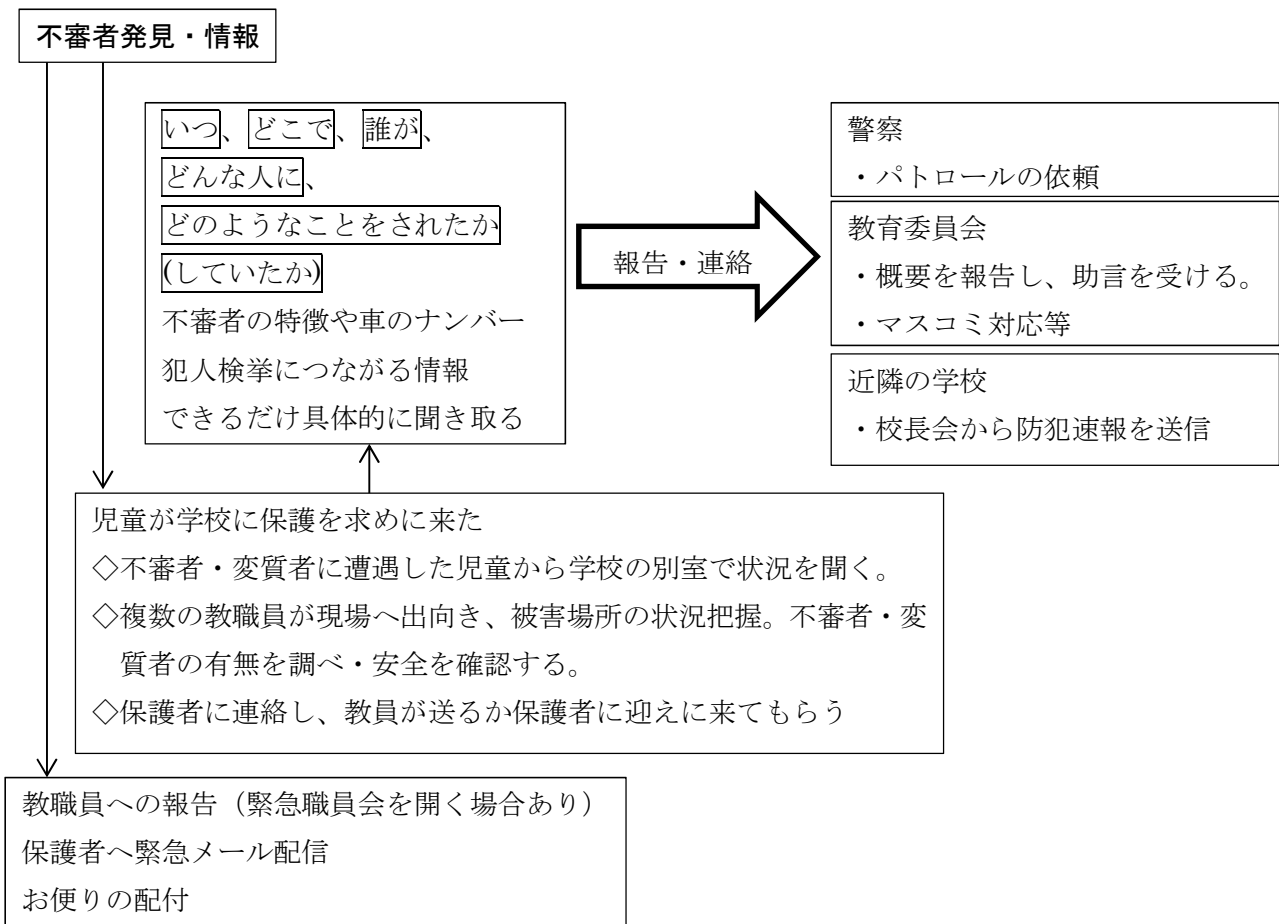 不審者発見・情報
いつ、どこで、誰が、
どんな人に、
どのようなことをされたか
(していたか)
不審者の特徴や車のナンバー
犯人検挙につながる情報
できるだけ具体的に聞き取る
報告・連絡
警察
・パトロールの依頼
教育委員会
・概要を報告し、助言を受ける。
・マスコミ対応等
近隣の学校
・校長会から防犯速報を送信
児童が学校に保護を求めに来た
◇不審者・変質者に遭遇した児童から学校の別室で状況を聞く。
◇複数の教職員が現場へ出向き、被害場所の状況把握。不審者・変
質者の有無を調べ・安全を確認する。
◇保護者に連絡し、教員が送るか保護者に迎えに来てもらう
教職員への報告（緊急職員会を開く場合あり）
保護者へ緊急メール配信
お便りの配付